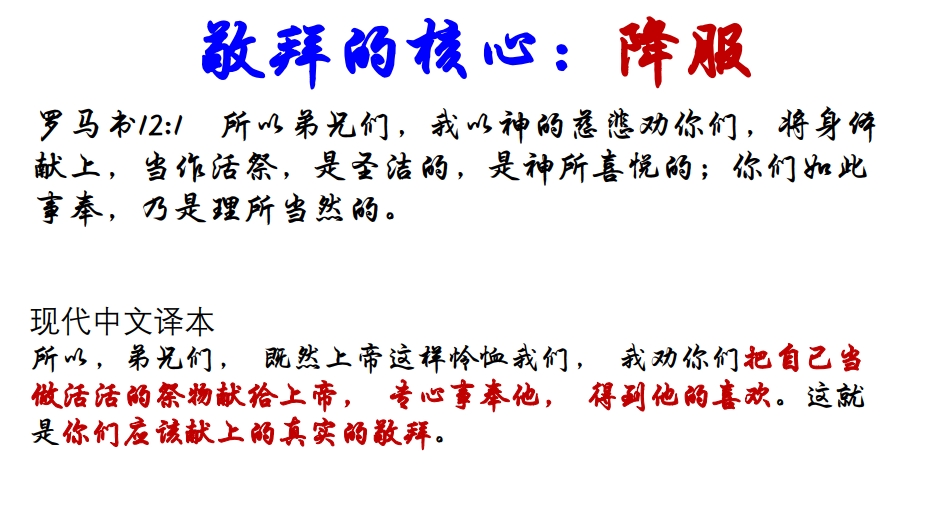 敬拜的核心：降服
罗马书12:1 所以弟兄们，我以神的慈悲劝你们，将身体
献上，当作活祭，是圣洁的，是神所喜悦的；你们如此
事奉，乃是理所当然的。
现代中文译本
所以，弟兄们， 既然上帝这样怜恤我们， 我劝你们把自己当
做活活的祭物献给上帝， 专心事奉他， 得到他的喜欢。这就
是你们应该献上的真实的敬拜。